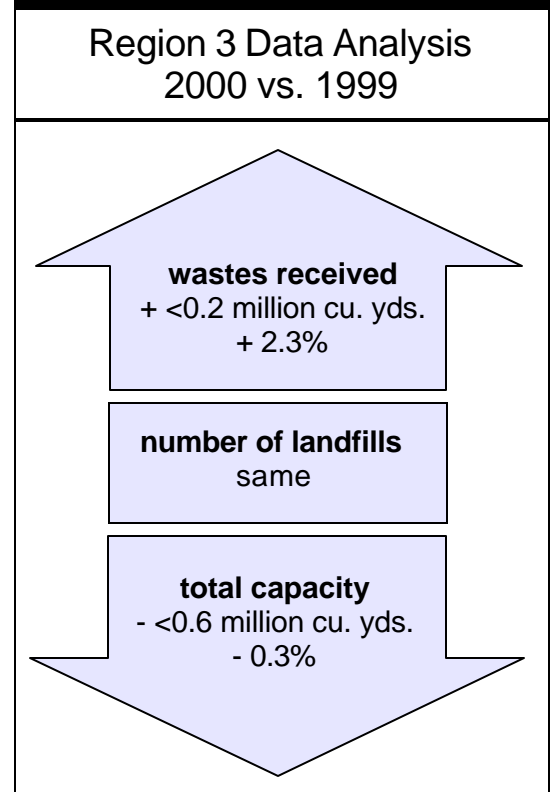 Region 3 Data Analysis
2000 vs. 1999
wastes received
+ <0.2 million cu. yds.
+ 2.3%
number of landfills
same
total capacity
- <0.6 million cu. yds.
- 0.3%